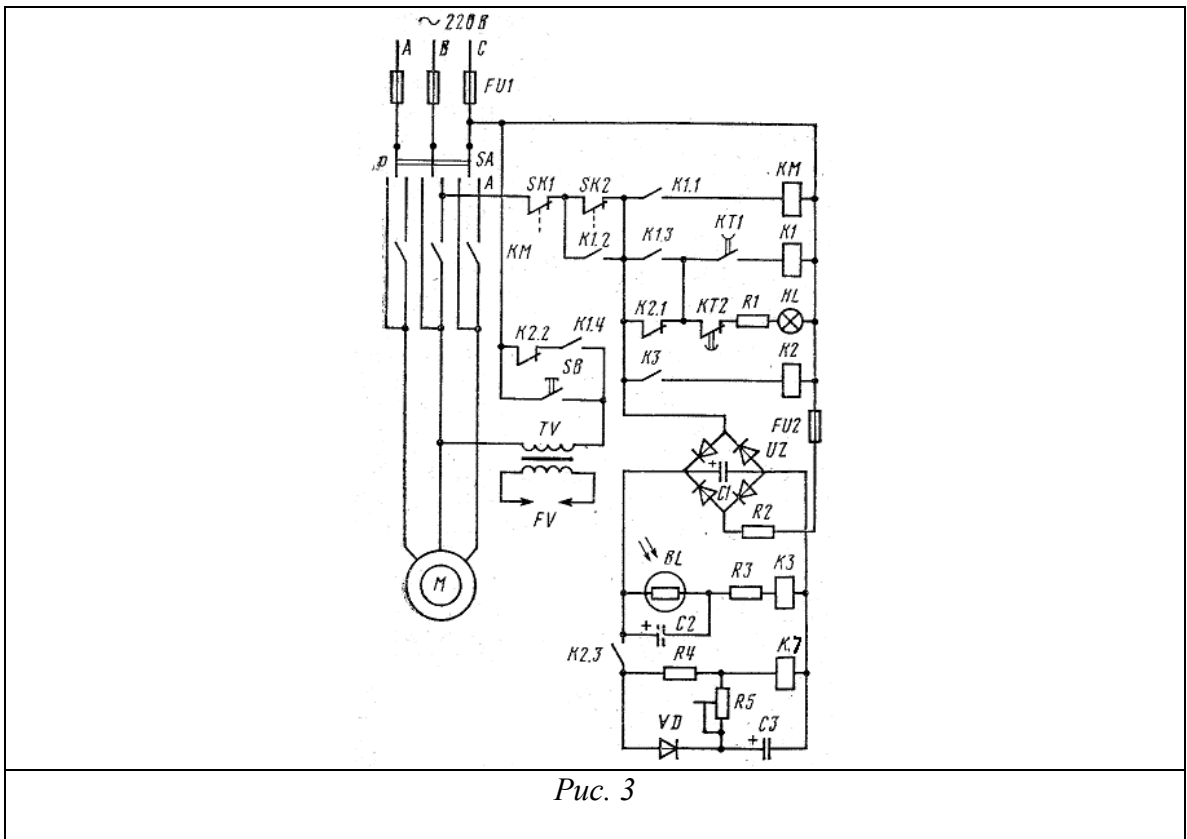 ~ 220 В
A B C
FU1
P SA
A
SK1 SK2 K1.1 KM
K1.2 K1.3 KT1 K1
KM
K2.1 KT2 R1 HL
K2.2 K1.4
SB
K3 K2
FU2
TV
UZ
+
C1
FV
R2
BL R3 K3
M
+ C2
K2.3 R4 K.7
R5
VD + C3
Рис. 3